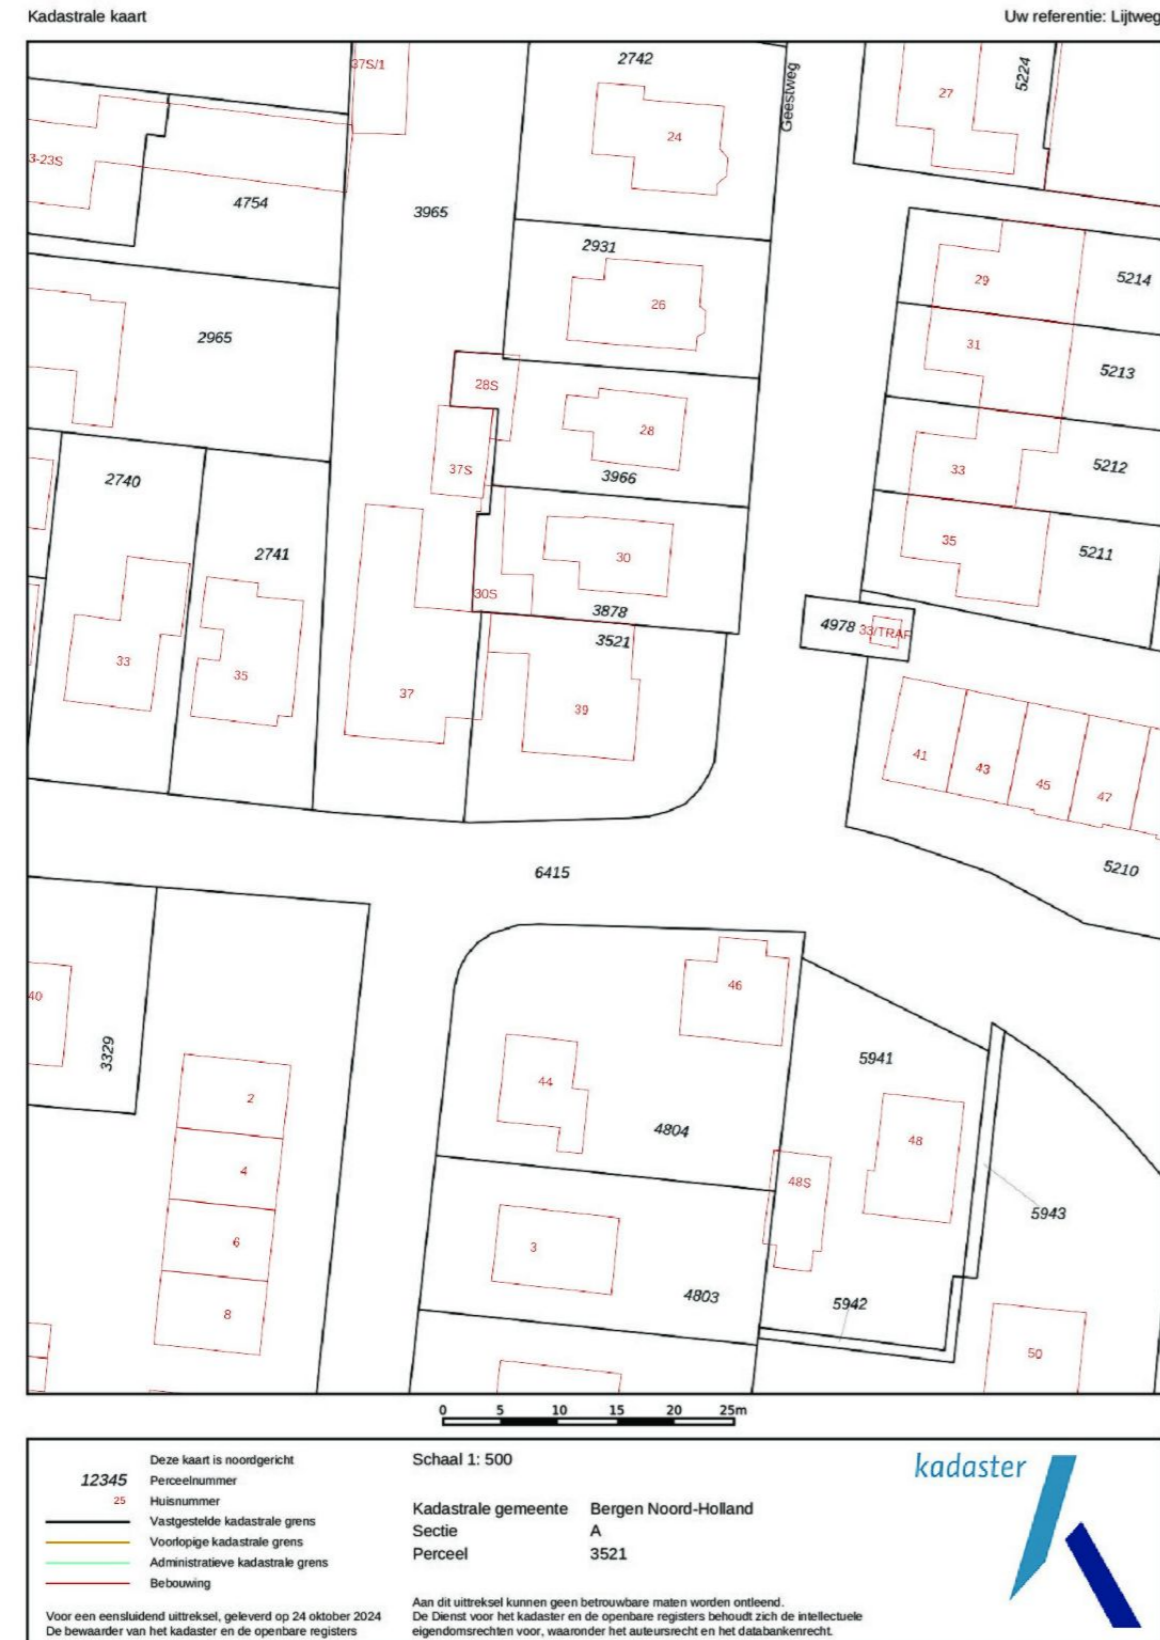 Kadastrale kaart
Uw referentie: Lijtweg
37S/1
2742
Geestweg
27
5224
24
3-23S
4754
3965
2931
29
5214
26
2965
31
5213
28S
28
37S
3966
33
5212
2740
2741
30
35
5211
30S
3878
3521
4978
33/TRAF
33
35
37
39
41
43
45
47
6415
5210
40
46
3329
5941
44
2
4804
48
4
48S
5943
6
3
4803
5942
8
50
0 5 10 15 20 25m
Deze kaart is noordgericht
12345 Perceelnummer
25 Huisnummer
Vastgestelde kadastrale grens
Voorlopige kadastrale grens
Administratieve kadastrale grens
Bebouwing
Voor een eensluidend uittreksel, geleverd op 24 oktober 2024
De bewaarder van het kadaster en de openbare registers
Schaal 1: 500
Kadastrale gemeente Bergen Noord-Holland
Sectie A
Perceel 3521
Aan dit uittreksel kunnen geen betrouwbare maten worden ontleend.
De Dienst voor het kadaster en de openbare registers behoudt zich de intellectuele
eigendomsrechten voor, waaronder het auteursrecht en het databankenrecht.
kadaster